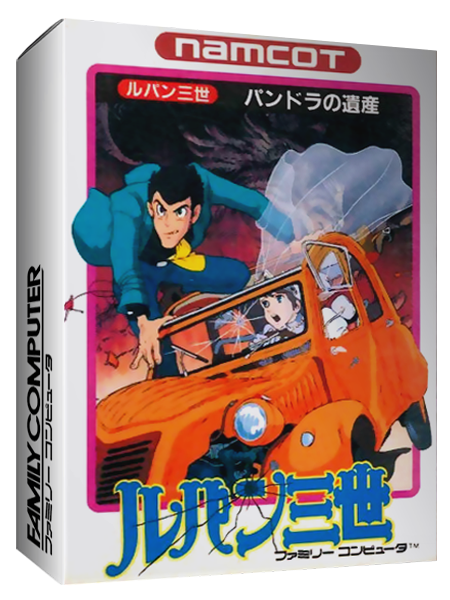 namcot
ルパン三世
パンドラの遺産
ルパン三世
ファミリー コンピュータ™
FAMILY COMPUTER
ファミリー コンピュータ